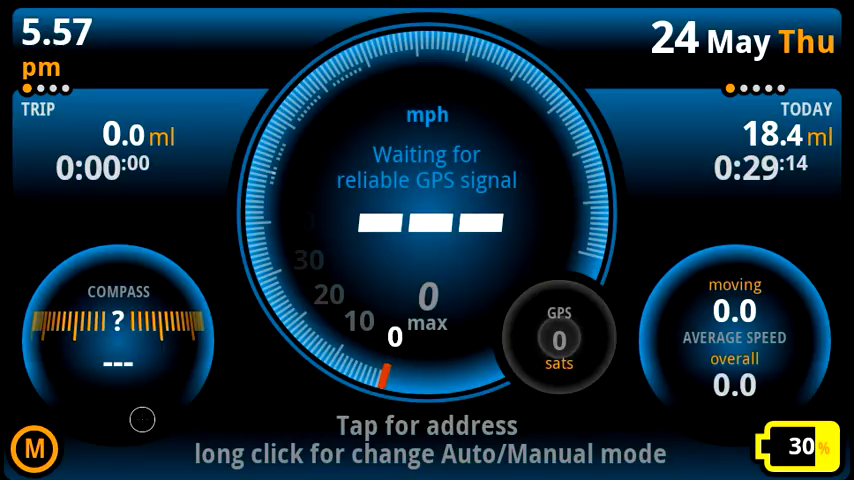 5.57
pm
24 May Thu
TRIP
0.0 ml
0:00:00
TODAY
18.4 ml
0:29:14
mph
Waiting for
reliable GPS signal
30
20
10
0
0
max
COMPASS
?
---
GPS
0
sats
moving
0.0
AVERAGE SPEED
overall
0.0
Tap for address
long click for change Auto/Manual mode
M
30%